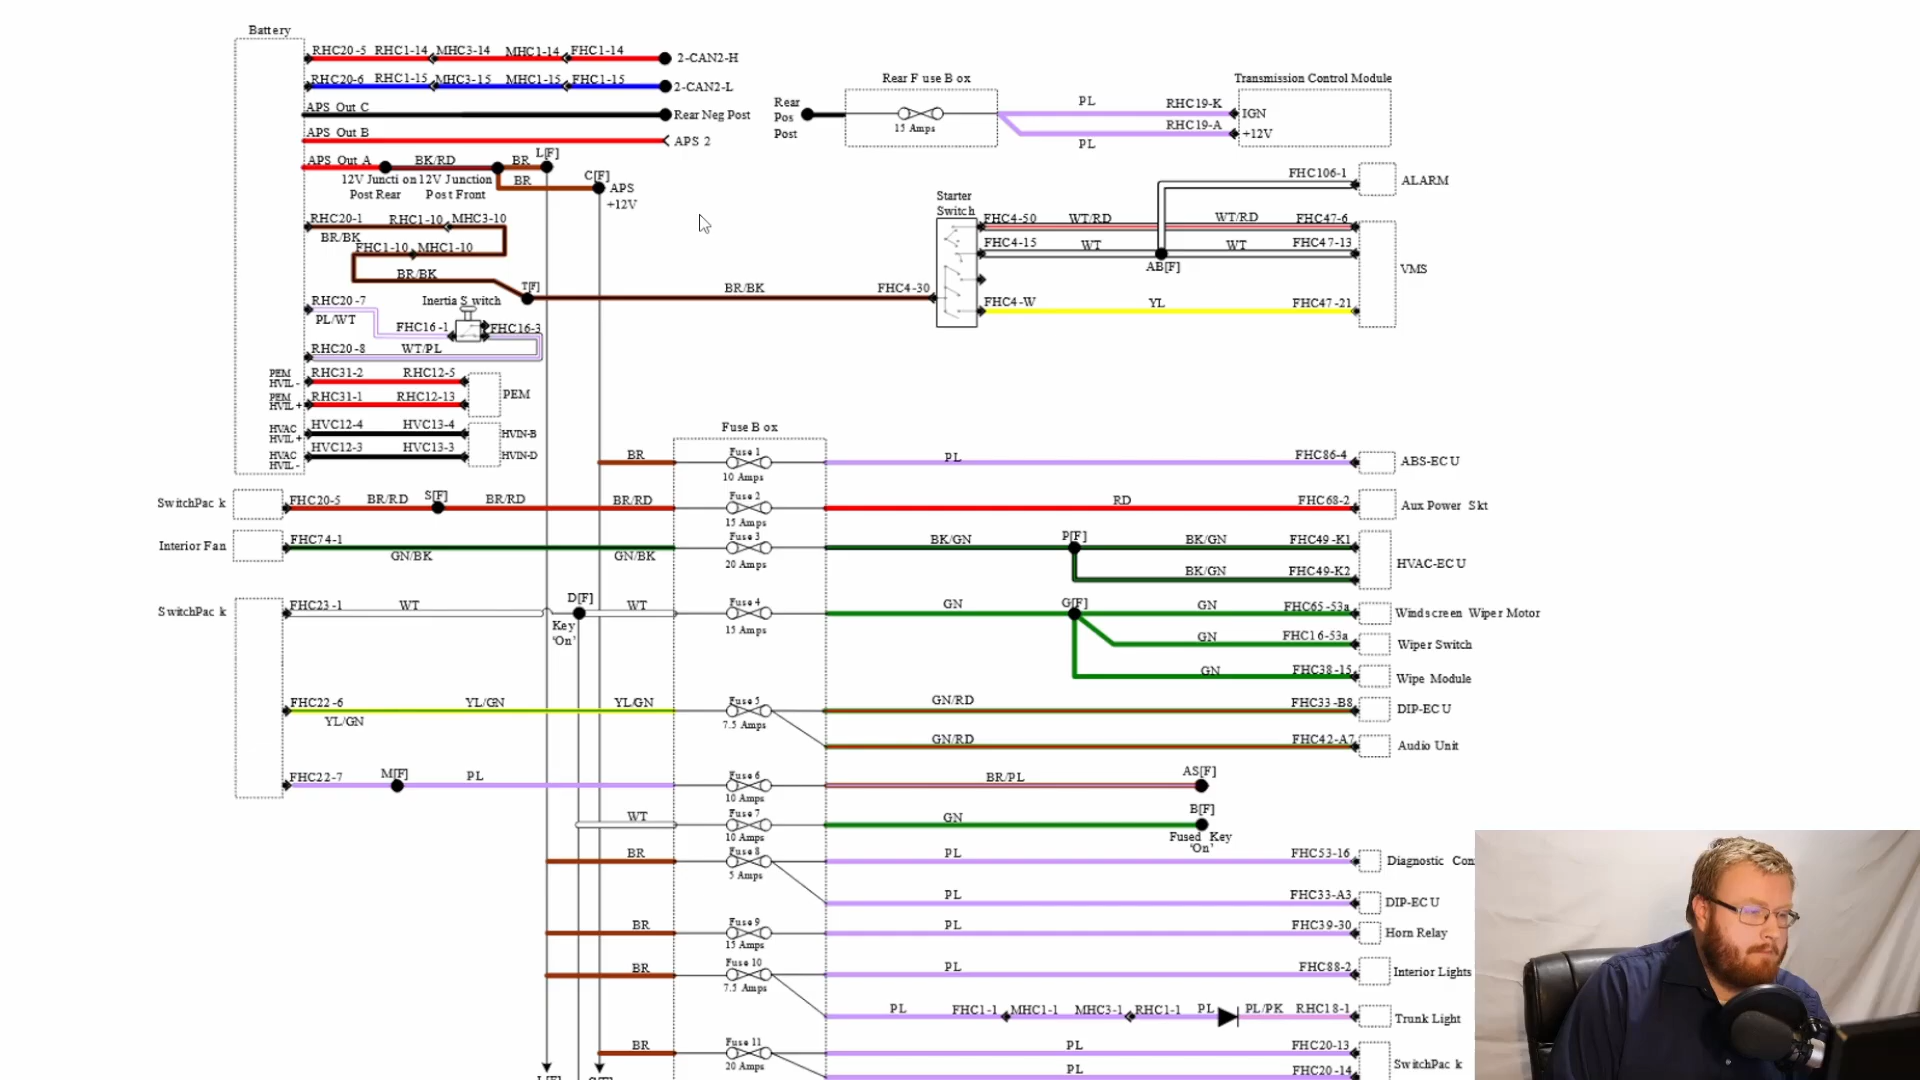 Battery
RHC20-5 RHC1-14 MHC3-14 MHC1-14 FHC1-14 2-CAN2-H
RHC20-6 RHC1-15 MHC3-15 MHC1-15 FHC1-15 2-CAN2-L
APS Out C Rear Neg Post
APS Out B APS 2
APS Out A BK/RD BR L[F]
12V Juncti on 12V Junction BR C[F] APS
Post Rear Post Front +12V
Rear F use B ox Transmission Control Module
Rear
Pos
Post
15 Amps
PL RHC19-K IGN
RHC19-A +12V
PL
FHC106-1 ALARM
Starter
Switch
FHC4-50 WT/RD WT/RD FHC47-6
FHC4-15 WT WT FHC47-13
AB[F] VMS
FHC4-W YL FHC47-21
RHC20-1 RHC1-10 MHC3-10
BR/BK
FHC1-10 MHC1-10
BR/BK T[F] BR/BK FHC4-30
RHC20-7 Inertia S witch
PL/WT FHC16-1 FHC16-3
RHC20-8 WT/PL
PEM
HVIL -
RHC31-2 RHC12-5
PEM
HVIL +
RHC31-1 RHC12-13
PEM
HVAC
HVIL +
HVC12-4 HVC13-4 HVIN-B
HVAC
HVIL -
HVC12-3 HVC13-3 HVIN-D
Fuse B ox
BR Fuse 1 PL FHC86-4 ABS-ECU
10 Amps
SwitchPac k FHC20-5 BR/RD S[F] BR/RD BR/RD Fuse 2 RD FHC68-2 Aux Power Skt
15 Amps
Interior Fan FHC74-1 Fuse 3 BK/GN P[F] BK/GN FHC49-K1
GN/BK GN/BK 20 Amps
BK/GN FHC49-K2 HVAC-ECU
SwitchPac k FHC23-1 WT D[F] WT Fuse 4 GN G[F] GN FHC65-53a Windscreen Wiper Motor
Key
'On'
15 Amps
GN FHC16-53a Wiper Switch
GN FHC38-15 Wipe Module
FHC22-6 YL/GN YL/GN Fuse 5 GN/RD FHC33-B8 DIP-ECU
YL/GN 7.5 Amps
GN/RD FHC42-A7 Audio Unit
FHC22-7 M[F] PL Fuse 6 BR/PL AS[F]
10 Amps
WT Fuse 7 GN B[F]
10 Amps Fused Key
'On'
BR Fuse 8 PL FHC53-16 Diagnostic Con
5 Amps
PL FHC33-A3 DIP-ECU
BR Fuse 9 PL FHC39-30 Horn Relay
15 Amps
BR Fuse 10 PL FHC88-2 Interior Lights
7.5 Amps
PL FHC1-1 MHC1-1 MHC3-1 RHC1-1 PL PL/PK RHC18-1 Trunk Light
BR Fuse 11 PL FHC20-13
20 Amps SwitchPac k
PL FHC20-14